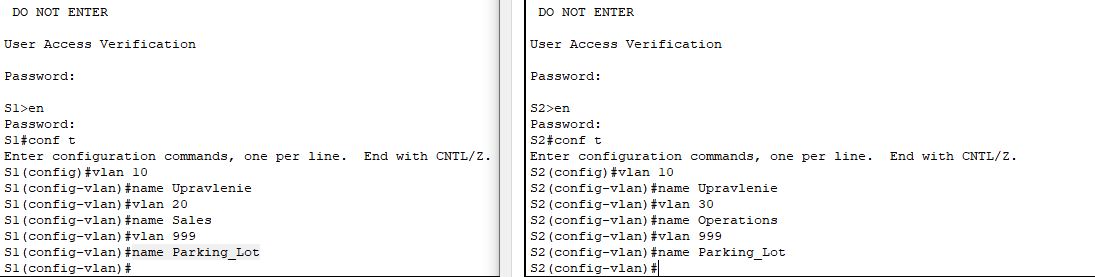 DO NOT ENTER
User Access Verification
Password:
S1>en
Password:
S1#conf t
Enter configuration commands, one per line.  End with CNTL/Z.
S1(config)#vlan 10
S1(config-vlan)#name Upravlenie
S1(config-vlan)#vlan 20
S1(config-vlan)#name Sales
S1(config-vlan)#vlan 999
S1(config-vlan)#name Parking_Lot
S1(config-vlan)#
DO NOT ENTER
User Access Verification
Password:
S2>en
Password:
S2#conf t
Enter configuration commands, one per line.  End with CNTL/Z.
S2(config)#vlan 10
S2(config-vlan)#name Upravlenie
S2(config-vlan)#vlan 30
S2(config-vlan)#name Operations
S2(config-vlan)#vlan 999
S2(config-vlan)#name Parking_Lot
S2(config-vlan)#